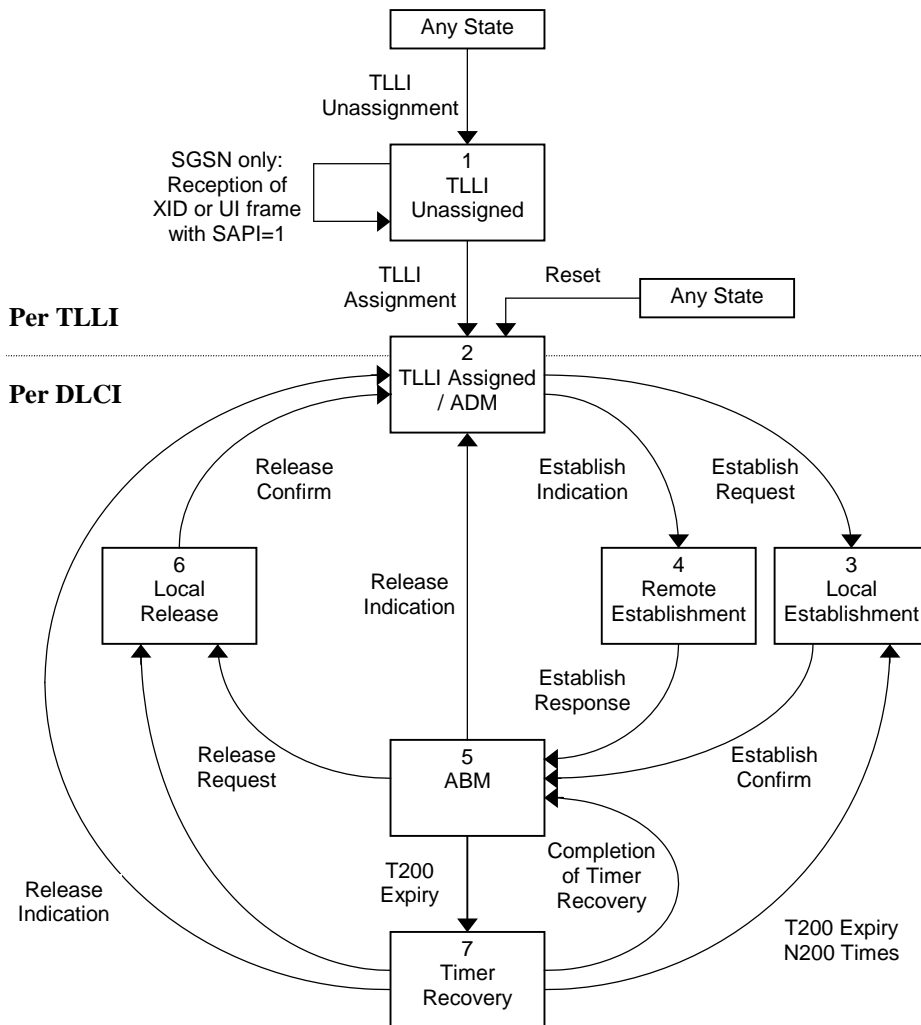 Any State
TLLI
Unassignment
SGSN only:
Reception of
XID or UI frame
with SAPI=1
1
TLLI
Unassigned
TLLI
Assignment
Reset
Any State
Per TLLI
2
TLLI Assigned
/ ADM
Per DLCI
Release
Confirm
Establish
Indication
Establish
Request
6
Local
Release
Release
Indication
4
Remote
Establishment
3
Local
Establishment
Establish
Response
Release
Request
5
ABM
Establish
Confirm
T200
Expiry
Completion
of Timer
Recovery
Release
Indication
T200 Expiry
N200 Times
7
Timer
Recovery